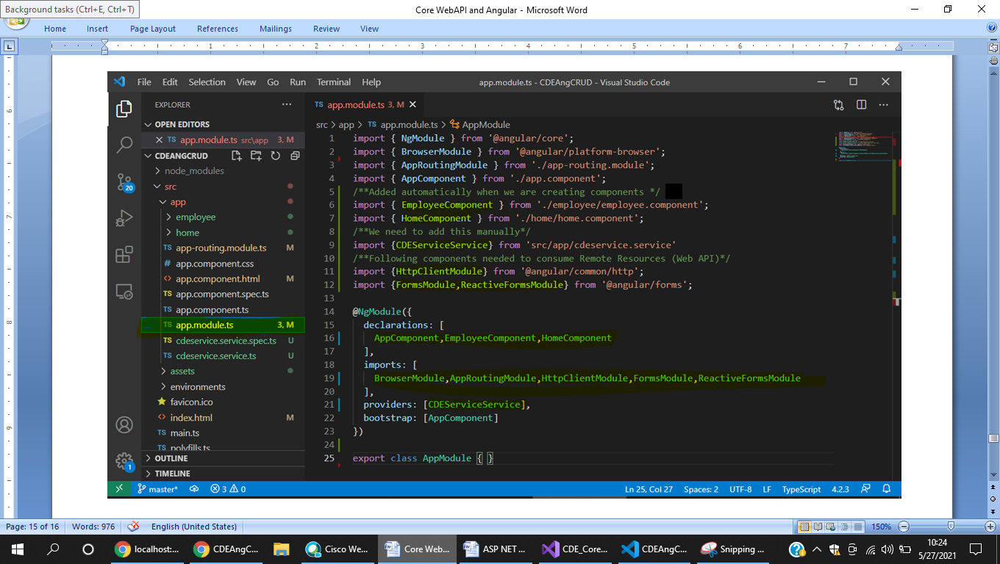 Background tasks (Ctrl+E, Ctrl+T)
Core WebAPI and Angular - Microsoft Word
Home Insert Page Layout References Mailings Review View
1 2 3 4 5 6 7
File Edit Selection View Go Run Terminal Help
app.module.ts - CDEAngCRUD - Visual Studio Code
EXPLORER
OPEN EDITORS
TS app.module.ts src\app 3, M
CDEANGCRUD
node_modules
src
app
employee
home
TS app-routing.module.ts M
# app.component.css
<> app.component.html M
TS app.component.spec.ts
TS app.component.ts
TS app.module.ts 3, M
TS cdeservice.service.spec.ts U
TS cdeservice.service.ts U
assets
environments
favicon.ico
<> index.html M
TS main.ts
TS polyfills.ts
OUTLINE
TIMELINE
20
1
TS app.module.ts 3, M
src > app > TS app.module.ts > AppModule
1 import { NgModule } from '@angular/core';
2 import { BrowserModule } from '@angular/platform-browser';
3 import { AppRoutingModule } from './app-routing.module';
4 import { AppComponent } from './app.component';
5 /**Added automatically when we are creating components */
6 import { EmployeeComponent } from './employee/employee.component';
7 import { HomeComponent } from './home/home.component';
8 /**We need to add this manually*/
9 import {CDEServiceService} from 'src/app/cdeservice.service'
10 /**Following components needed to consume Remote Resources (Web API)*/
11 import {HttpClientModule} from '@angular/common/http';
12 import {FormsModule,ReactiveFormsModule} from '@angular/forms';
13
14 @NgModule({
15 declarations: [
16 AppComponent,EmployeeComponent,HomeComponent
17 ],
18 imports: [
19 BrowserModule,AppRoutingModule,HttpClientModule,FormsModule,ReactiveFormsModule
20 ],
21 providers: [CDEServiceService],
22 bootstrap: [AppComponent]
23 })
24
25 export class AppModule { }
master* 3 0 Ln 25, Col 27 Spaces: 2 UTF-8 LF TypeScript 4.2.3
Page: 15 of 16 Words: 976 English (United States) 150%
localhost:... CDEAngC... Cisco We... Core Web... ASP NET ... CDE_Core... CDEAngC... Snipping ...
10:24
5/27/2021